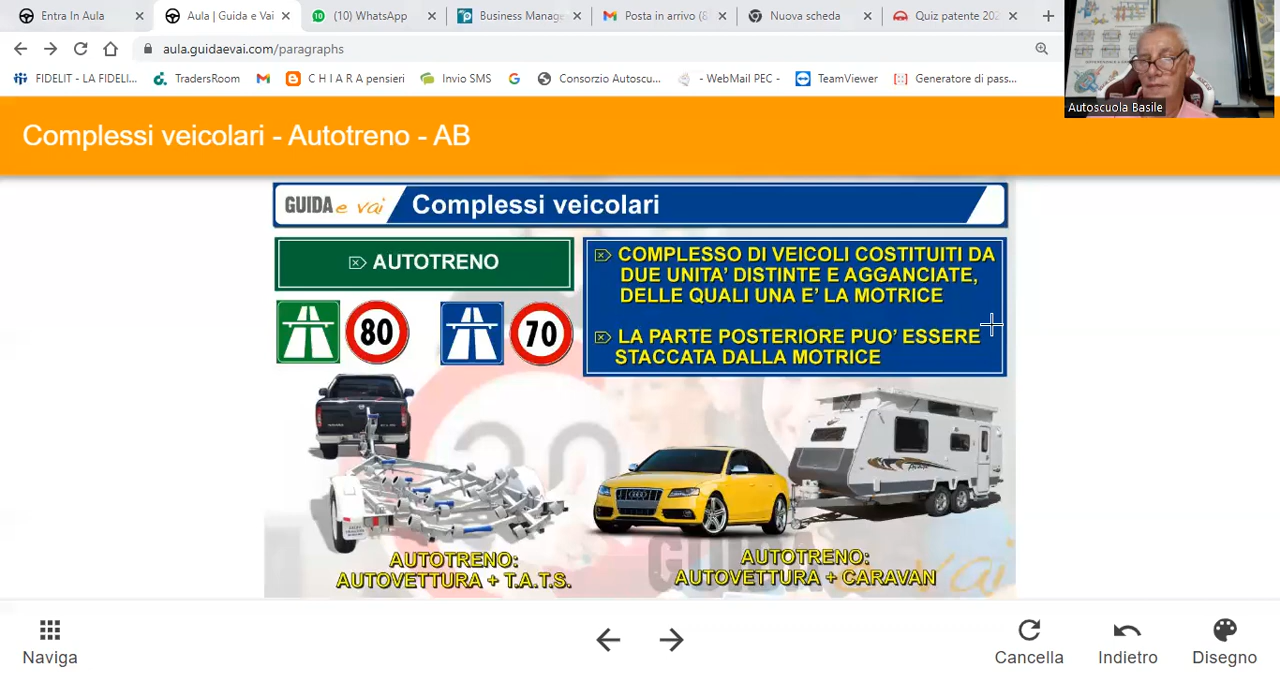 Entra In Aula
Aula | Guida e Vai
(10) WhatsApp
Business Manage
Posta in arrivo (8
Nuova scheda
Quiz patente 202
aula.guidaevai.com/paragraphs
FIDELIT - LA FIDELI...
TradersRoom
C H I A R A pensieri
Invio SMS
Consorzio Autoscu...
- WebMail PEC -
TeamViewer
Generatore di pass...
Autoscuola Basile
Complessi veicolari - Autotreno - AB
GUIDA e vai
Complessi veicolari
AUTOTRENO
80
70
COMPLESSO DI VEICOLI COSTITUITI DA
DUE UNITA' DISTINTE E AGGANCIATE,
DELLE QUALI UNA E' LA MOTRICE
LA PARTE POSTERIORE PUO' ESSERE
STACCATA DALLA MOTRICE
AUTOTRENO:
AUTOVETTURA + T.A.T.S.
AUTOTRENO:
AUTOVETTURA + CARAVAN
GUIDA e vai
Naviga
Cancella
Indietro
Disegno